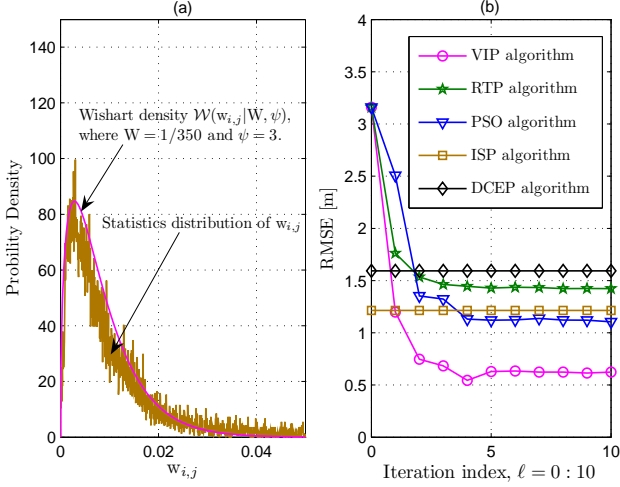 (a)
150
120
100
80
60
40
20
0
0
0.02
0.04
Probility Density
w_{i,j}
Wishart density 𝒲(w_{i,j}|W, ψ),
where W = 1/350 and ψ = 3.
Statistics distribution of w_{i,j}
(b)
4
3.5
3
2.5
2
1.5
1
0.5
0
0
5
10
RMSE [m]
Iteration index, ℓ = 0 : 10
VIP algorithm
RTP algorithm
PSO algorithm
ISP algorithm
DCEP algorithm